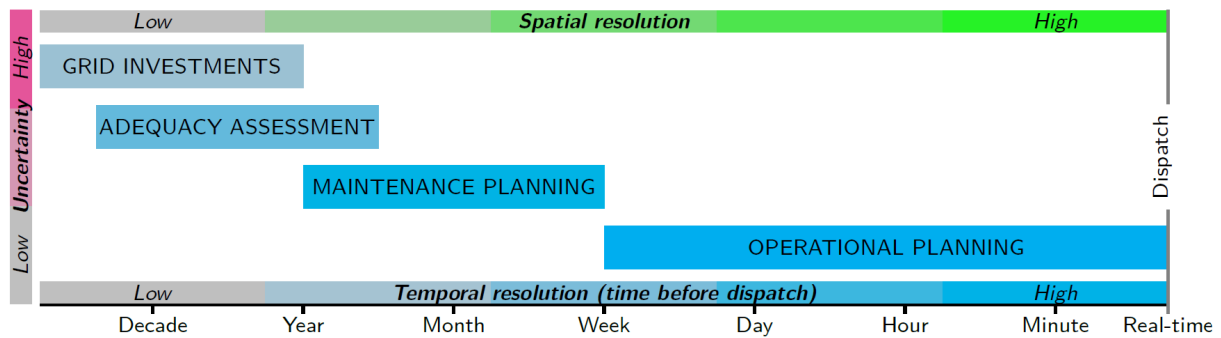 Low Spatial resolution High
High
GRID INVESTMENTS
ADEQUACY ASSESSMENT
Uncertainty
Dispatch
MAINTENANCE PLANNING
Low
OPERATIONAL PLANNING
Low Temporal resolution (time before dispatch) High
Decade Year Month Week Day Hour Minute Real-time